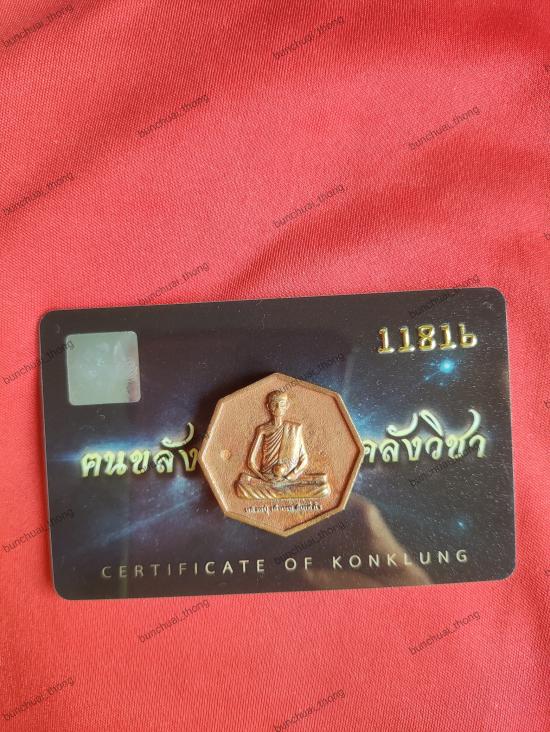 11816
คนขลัง คลังวิชา
CERTIFICATE OF KONKLUNG
bunchuai_thong